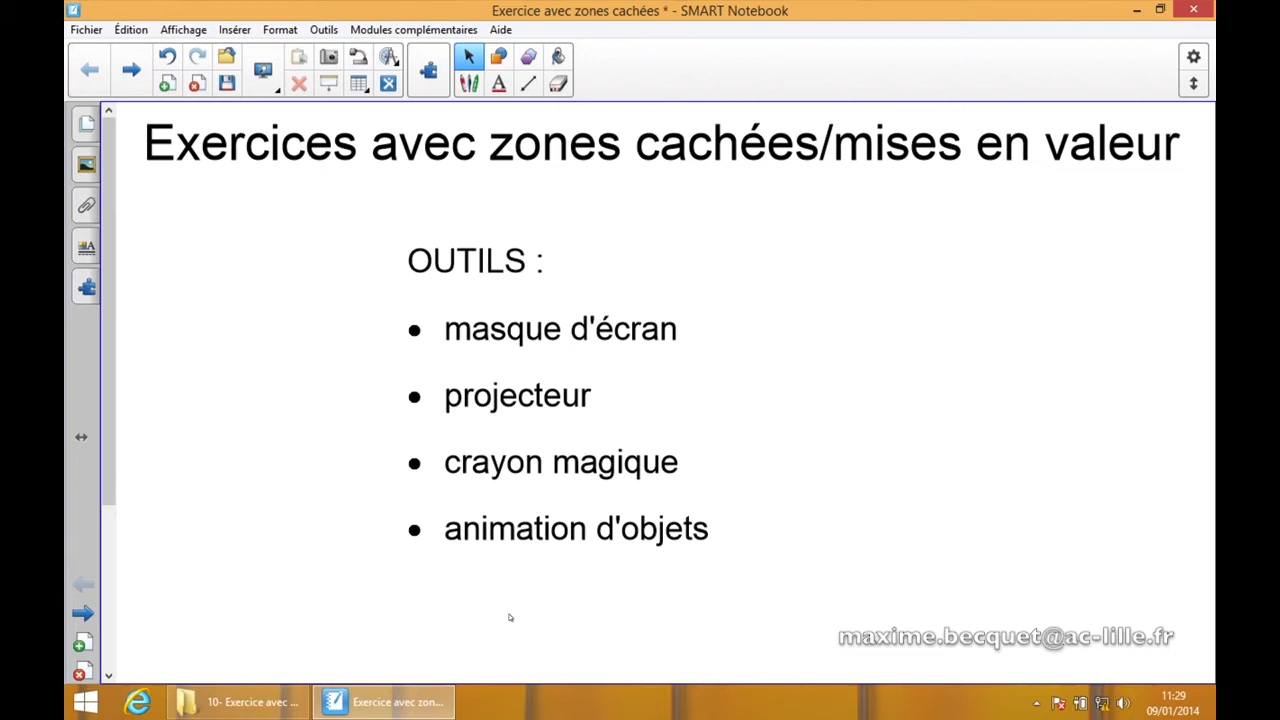 Exercice avec zones cachées * - SMART Notebook
Fichier Édition Affichage Insérer Format Outils Modules complémentaires Aide
Exercices avec zones cachées/mises en valeur
OUTILS :
• masque d'écran
• projecteur
• crayon magique
• animation d'objets
maxime.becquet@ac-lille.fr
10- Exercice avec ... Exercice avec zon... 11:29
09/01/2014